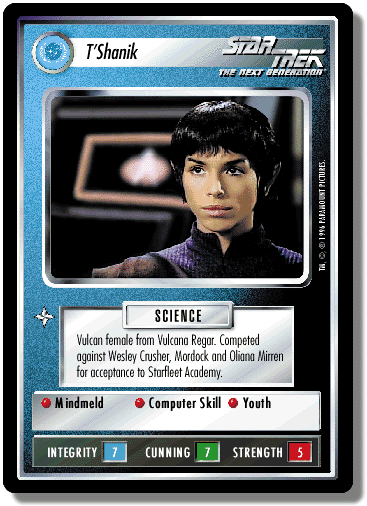 T'Shanik
STAR TREK
THE NEXT GENERATION®
TM, © ® 1996 PARAMOUNT PICTURES.
SCIENCE
Vulcan female from Vulcana Regar. Competed
against Wesley Crusher, Mordock and Oliana Mirren
for acceptance to Starfleet Academy.
Mindmeld Computer Skill Youth
INTEGRITY 7 CUNNING 7 STRENGTH 5